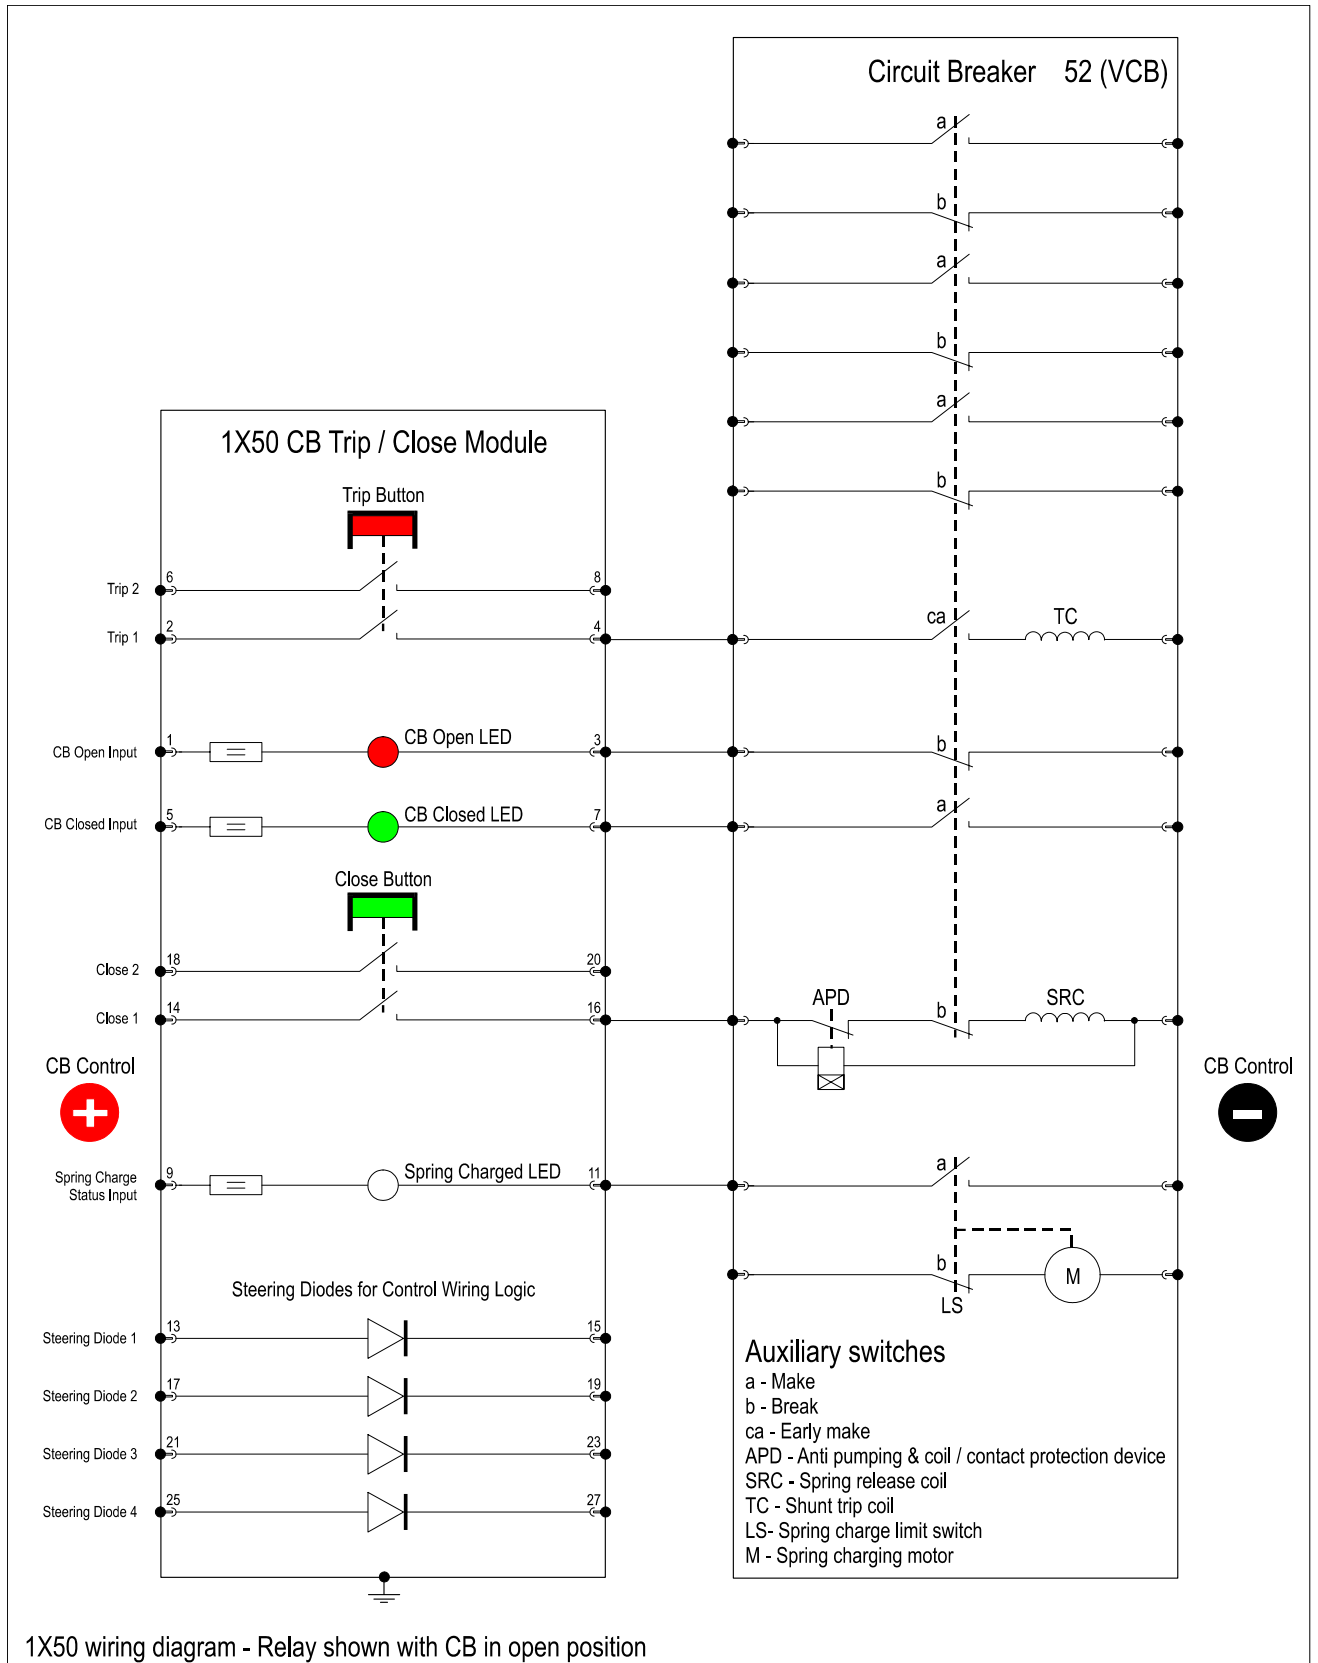 Circuit Breaker 52 (VCB)
a
b
a
b
a
b
1X50 CB Trip / Close Module
Trip Button
Trip 2
6
8
Trip 1
2
4
ca
TC
CB Open Input
1
CB Open LED
3
b
CB Closed Input
5
CB Closed LED
7
a
Close Button
Close 2
18
20
Close 1
14
16
APD
b
SRC
CB Control
CB Control
+
−
Spring Charge
Status Input
9
Spring Charged LED
11
a
b
M
LS
Steering Diodes for Control Wiring Logic
Steering Diode 1
13
15
Steering Diode 2
17
19
Steering Diode 3
21
23
Steering Diode 4
25
27
Auxiliary switches
a - Make
b - Break
ca - Early make
APD - Anti pumping & coil / contact protection device
SRC - Spring release coil
TC - Shunt trip coil
LS- Spring charge limit switch
M - Spring charging motor
1X50 wiring diagram - Relay shown with CB in open position